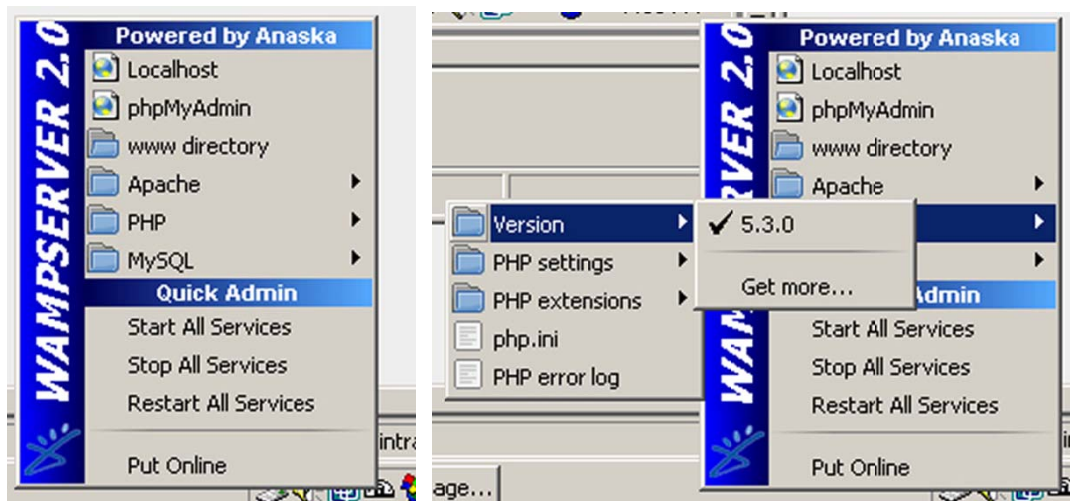 WAMPSERVER 2.0
Powered by Anaska
Localhost
phpMyAdmin
www directory
Apache
PHP
MySQL
Quick Admin
Start All Services
Stop All Services
Restart All Services
Put Online
intra
Powered by Anaska
Localhost
phpMyAdmin
www directory
Apache
Version
5.3.0
PHP settings
Get more...
PHP extensions
Admin
php.ini
Start All Services
PHP error log
Stop All Services
Restart All Services
Put Online
age...